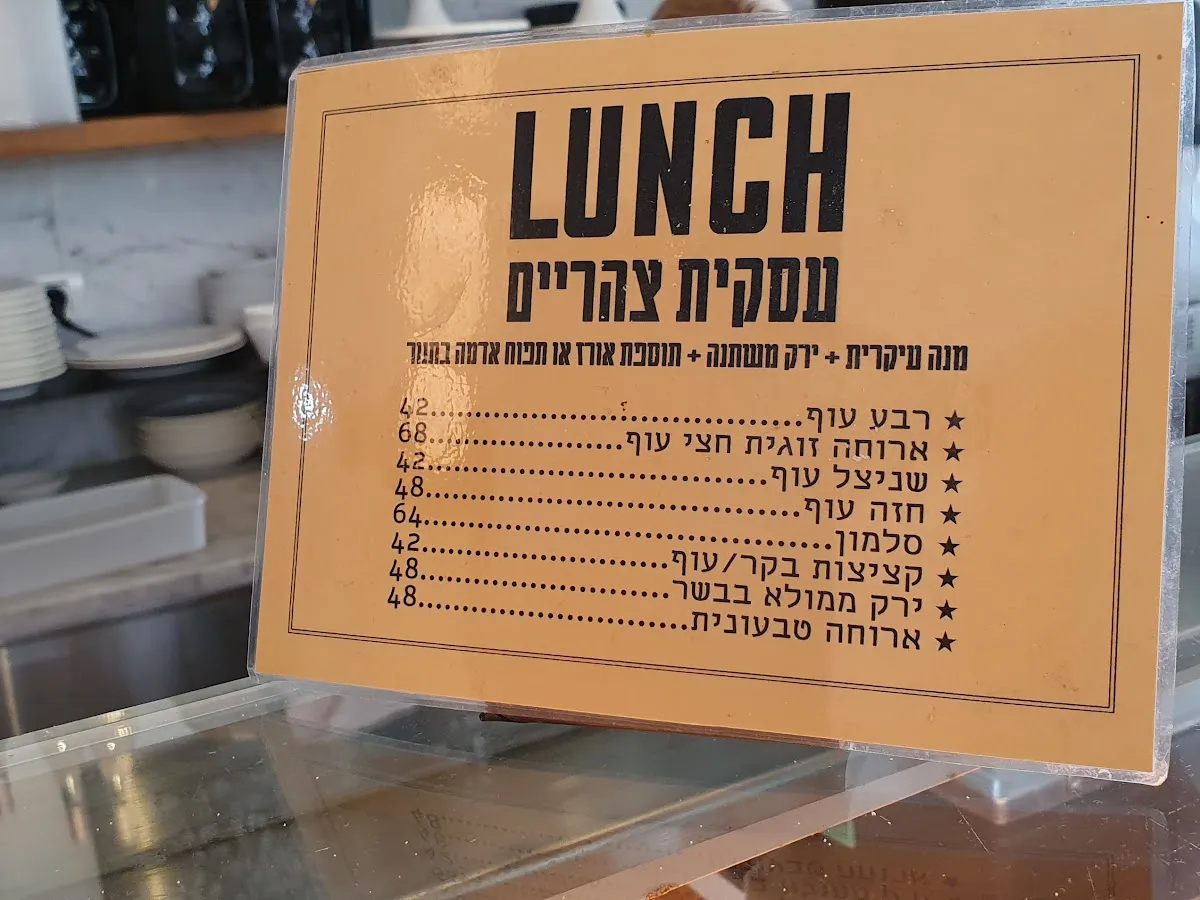 LUNCH
עסקית צהריים
מנה עיקרית + ירק משתנה + תוספת אורז או תפוח אדמה בתנור
★ רבע עוף..................................42
★ ארוחה זוגית חצי עוף..................68
★ שניצל עוף..............................42
★ חזה עוף..................................48
★ סלמון....................................64
★ קציצות בקר/עוף......................42
★ ירק ממולא בבשר......................48
★ ארוחה טבעונית........................48